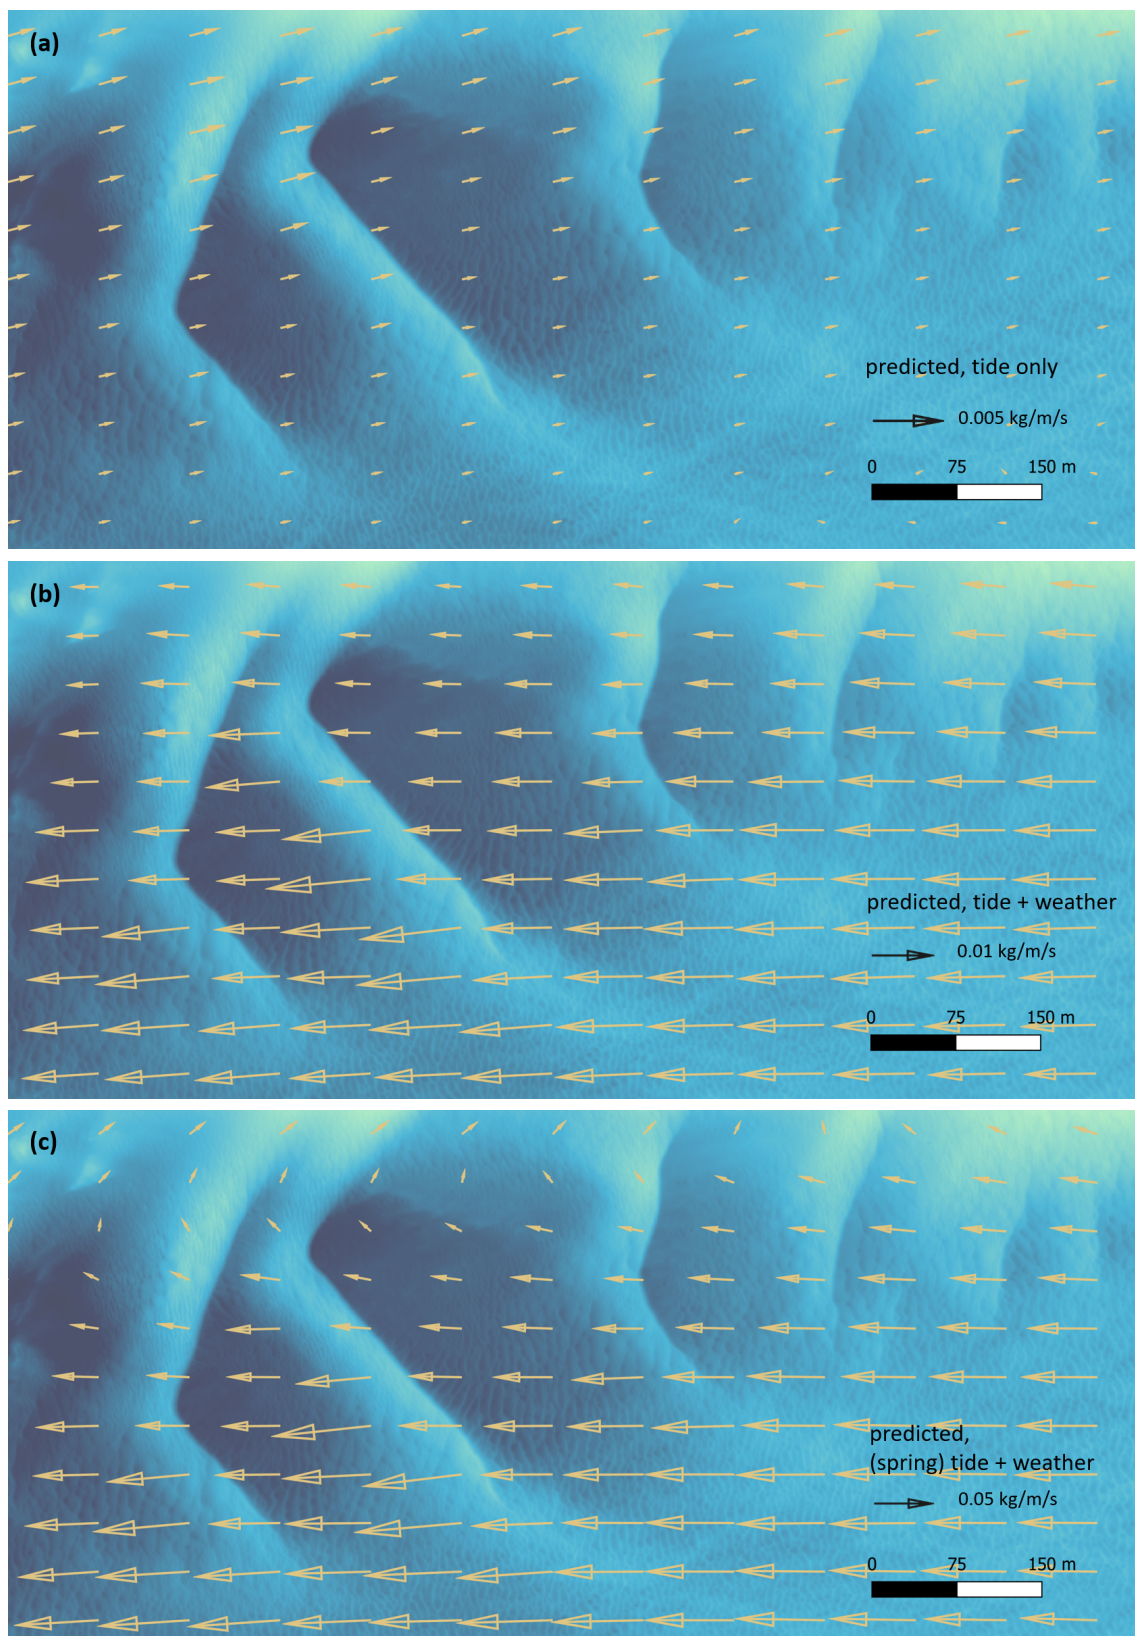 (a)
predicted, tide only
0.005 kg/m/s
0 75 150 m
(b)
predicted, tide + weather
0.01 kg/m/s
0 75 150 m
(c)
predicted,
(spring) tide + weather
0.05 kg/m/s
0 75 150 m